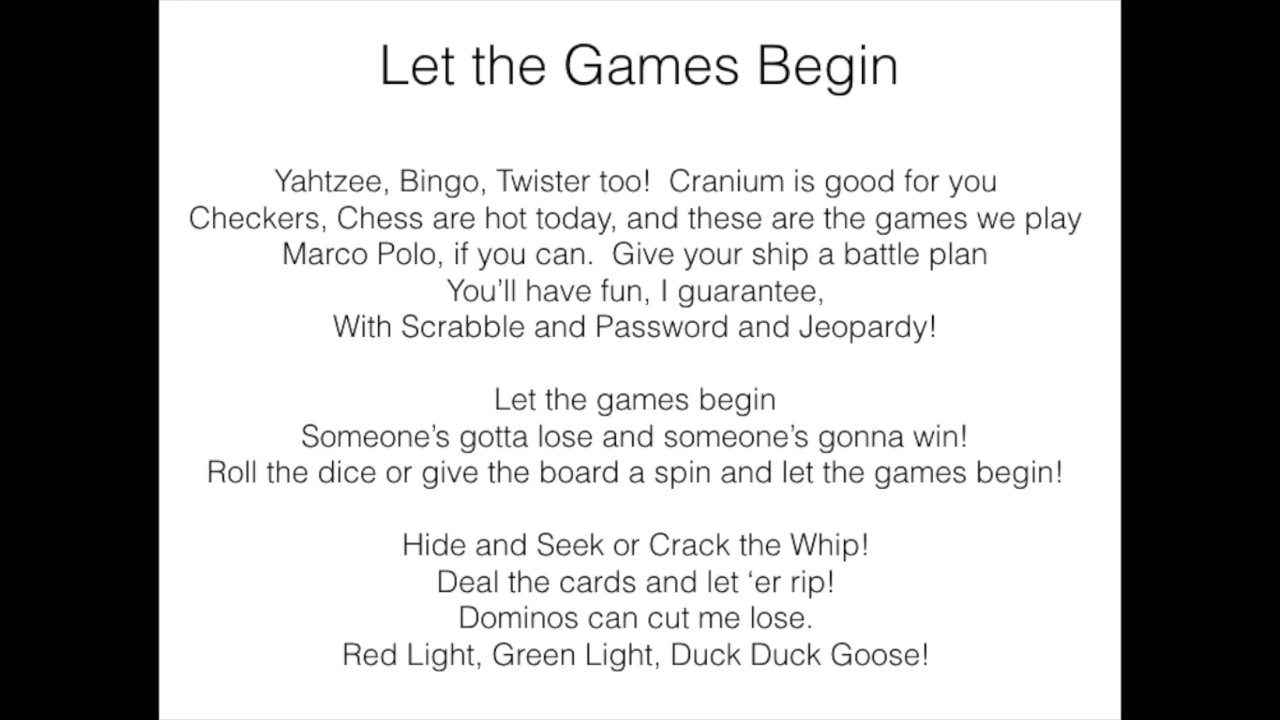 Let the Games Begin
Yahtzee, Bingo, Twister too!  Cranium is good for you
Checkers, Chess are hot today, and these are the games we play
Marco Polo, if you can.  Give your ship a battle plan
You’ll have fun, I guarantee,
With Scrabble and Password and Jeopardy!
Let the games begin
Someone’s gotta lose and someone’s gonna win!
Roll the dice or give the board a spin and let the games begin!
Hide and Seek or Crack the Whip!
Deal the cards and let ‘er rip!
Dominos can cut me lose.
Red Light, Green Light, Duck Duck Goose!